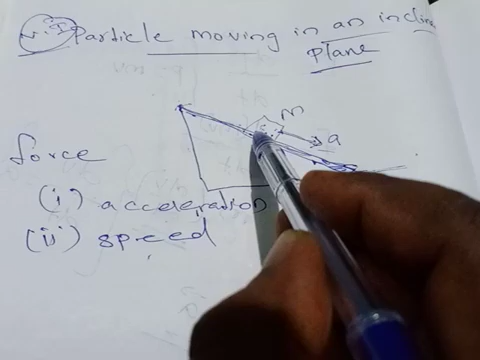 Particle moving in an incline
plane
m
a
force
(i) acceleration
(ii) speed